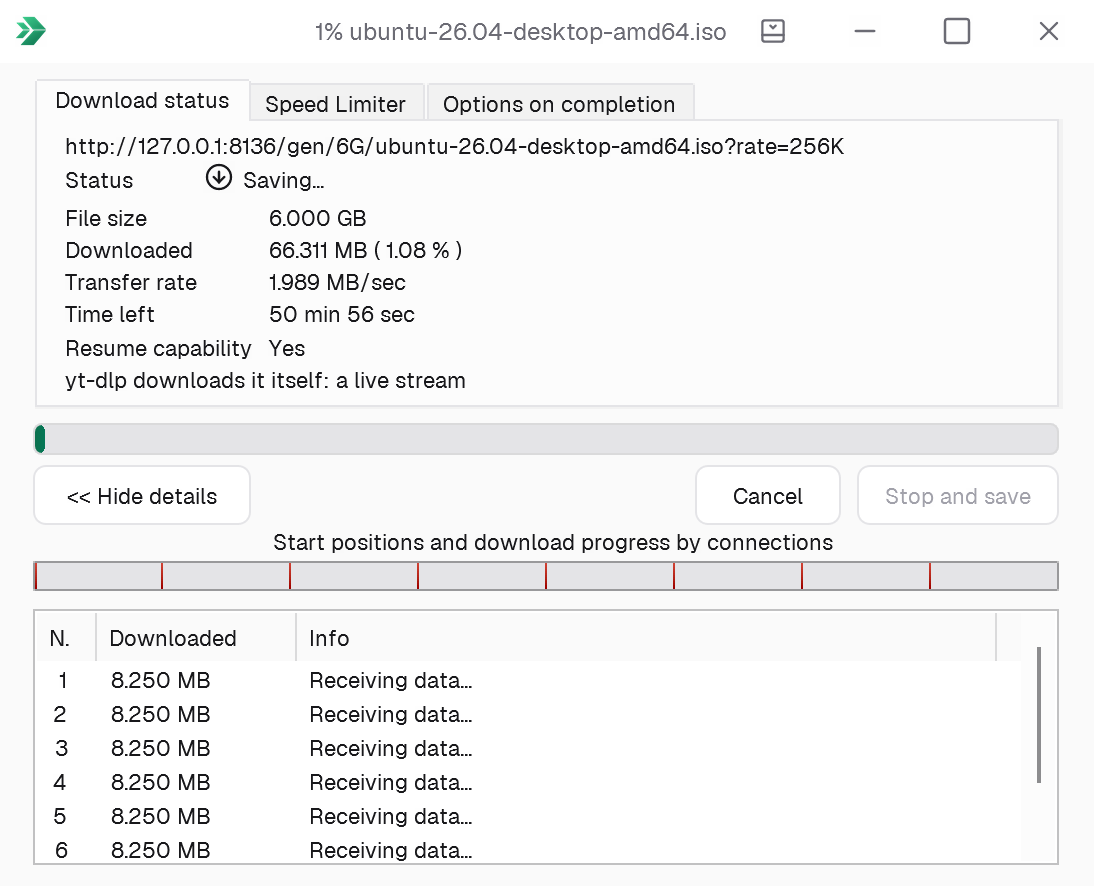 1% ubuntu-26.04-desktop-amd64.iso
Download status Speed Limiter Options on completion
http://127.0.0.1:8136/gen/6G/ubuntu-26.04-desktop-amd64.iso?rate=256K
Status Saving...
File size 6.000 GB
Downloaded 66.311 MB ( 1.08 % )
Transfer rate 1.989 MB/sec
Time left 50 min 56 sec
Resume capability Yes
yt-dlp downloads it itself: a live stream
<< Hide details Cancel Stop and save
Start positions and download progress by connections
N. Downloaded Info
1 8.250 MB Receiving data...
2 8.250 MB Receiving data...
3 8.250 MB Receiving data...
4 8.250 MB Receiving data...
5 8.250 MB Receiving data...
6 8.250 MB Receiving data...